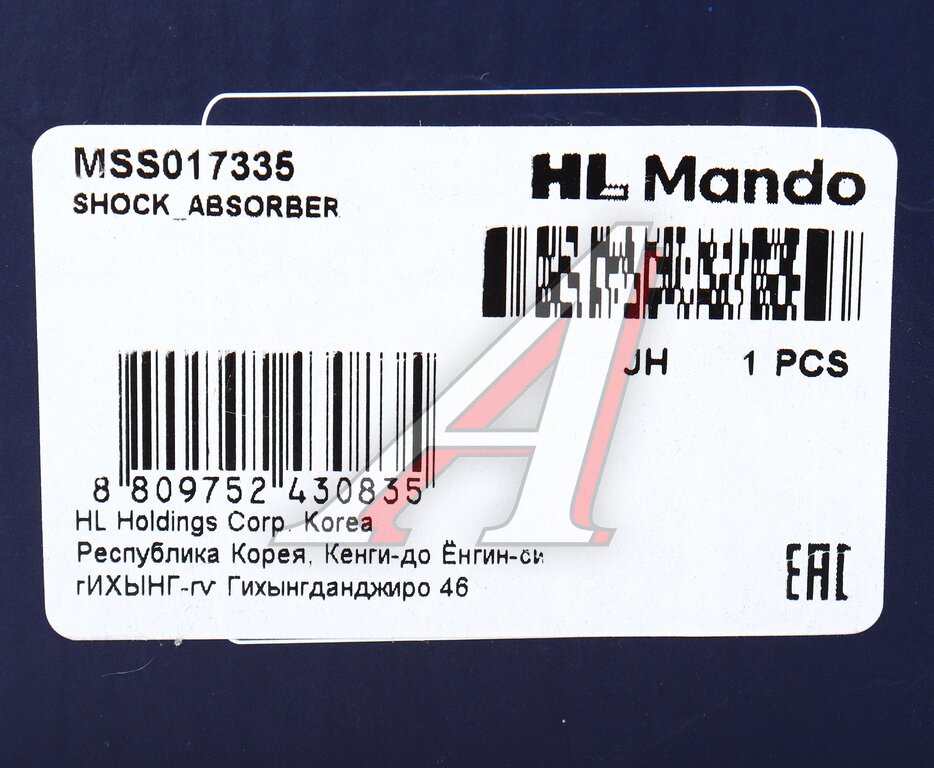 MSS017335
HL Mando
SHOCK_ABSORBER
JH 1 PCS
8 809752 430835
HL Holdings Corp. Korea
Республика Корея, Кенги-до Ёнгин-си
гИХЫНГ-гу Гихынгданджиро 46
EAC